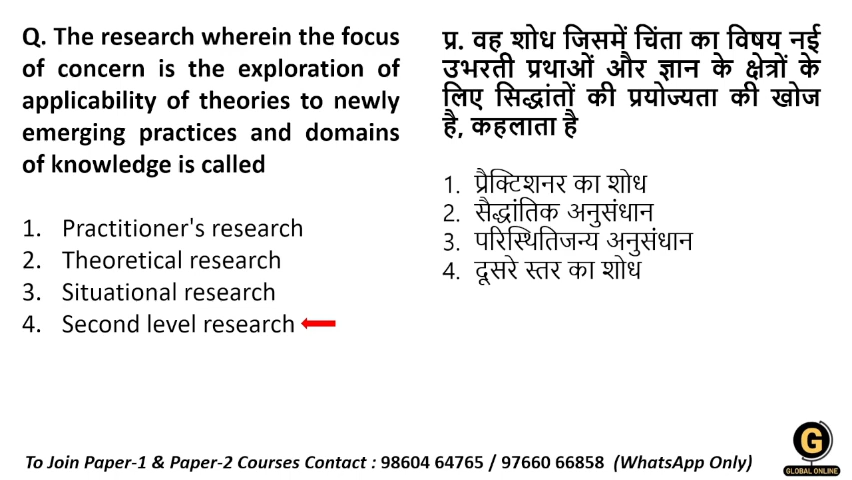 Q. The research wherein the focus
of concern is the exploration of
applicability of theories to newly
emerging practices and domains
of knowledge is called
1. Practitioner's research
2. Theoretical research
3. Situational research
4. Second level research
प्र. वह शोध जिसमें चिंता का विषय नई
उभरती प्रथाओं और ज्ञान के क्षेत्रों के
लिए सिद्धांतों की प्रयोज्यता की खोज
है, कहलाता है
1. प्रैक्टिशनर का शोध
2. सैद्धांतिक अनुसंधान
3. परिस्थितिजन्य अनुसंधान
4. दूसरे स्तर का शोध
G
GLOBAL ONLINE
To Join Paper-1 & Paper-2 Courses Contact : 98604 64765 / 97660 66858 (WhatsApp Only)